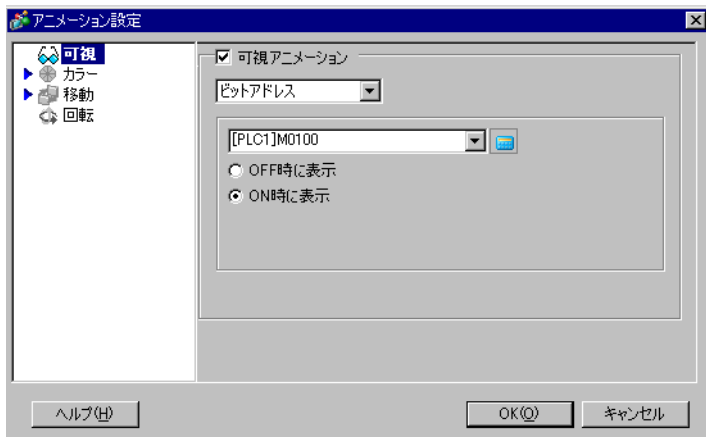 アニメーション設定
可視
カラー
移動
回転
可視アニメーション
ビットアドレス
[PLC1]M0100
OFF時に表示
ON時に表示
ヘルプ(H)
OK(O)
キャンセル